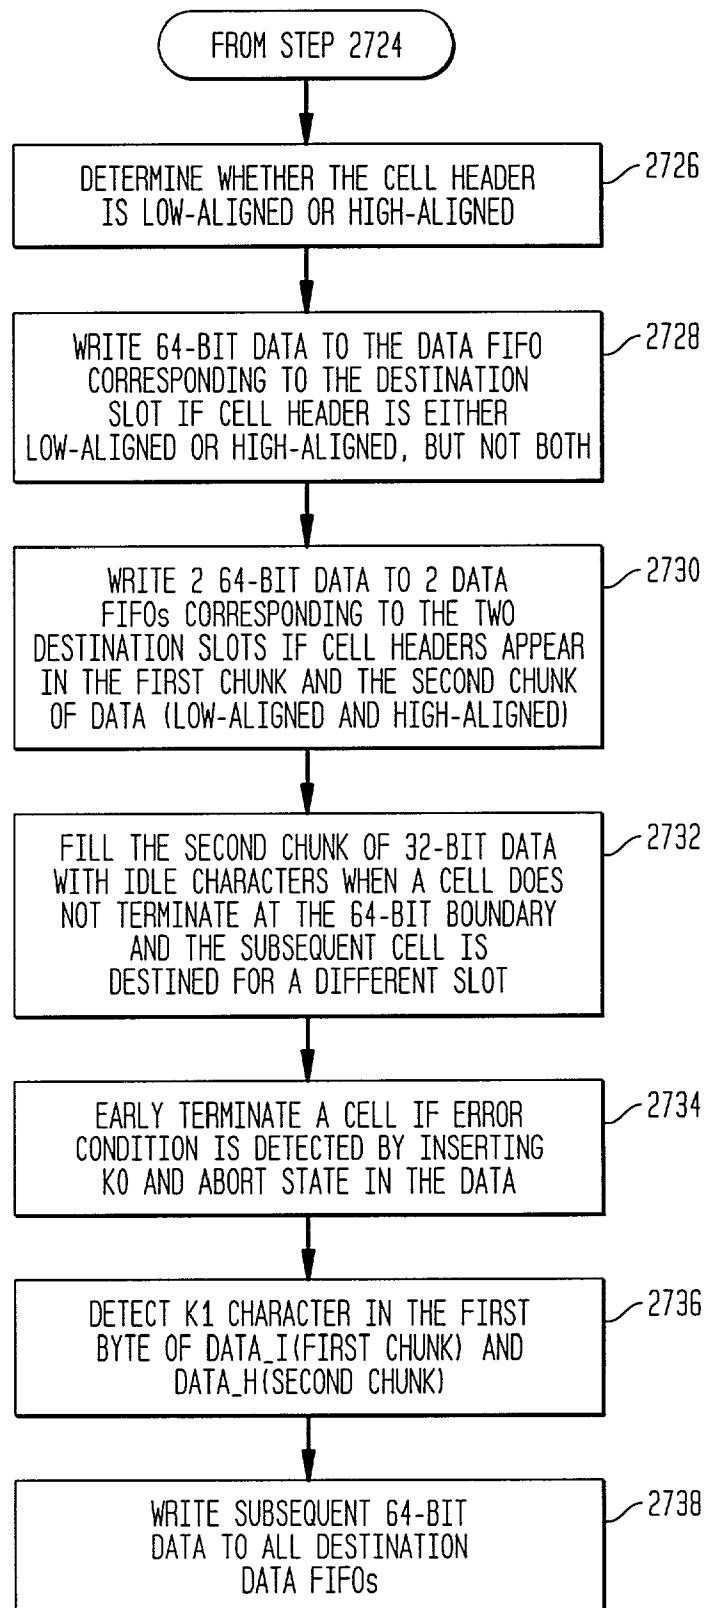 FROM STEP 2724
2726
DETERMINE WHETHER THE CELL HEADER
IS LOW-ALIGNED OR HIGH-ALIGNED
2728
WRITE 64-BIT DATA TO THE DATA FIFO
CORRESPONDING TO THE DESTINATION
SLOT IF CELL HEADER IS EITHER
LOW-ALIGNED OR HIGH-ALIGNED, BUT NOT BOTH
2730
WRITE 2 64-BIT DATA TO 2 DATA
FIFOs CORRESPONDING TO THE TWO
DESTINATION SLOTS IF CELL HEADERS APPEAR
IN THE FIRST CHUNK AND THE SECOND CHUNK
OF DATA (LOW-ALIGNED AND HIGH-ALIGNED)
2732
FILL THE SECOND CHUNK OF 32-BIT DATA
WITH IDLE CHARACTERS WHEN A CELL DOES
NOT TERMINATE AT THE 64-BIT BOUNDARY
AND THE SUBSEQUENT CELL IS
DESTINED FOR A DIFFERENT SLOT
2734
EARLY TERMINATE A CELL IF ERROR
CONDITION IS DETECTED BY INSERTING
K0 AND ABORT STATE IN THE DATA
2736
DETECT K1 CHARACTER IN THE FIRST
BYTE OF DATA_I(FIRST CHUNK) AND
DATA_H(SECOND CHUNK)
2738
WRITE SUBSEQUENT 64-BIT
DATA TO ALL DESTINATION
DATA FIFOs